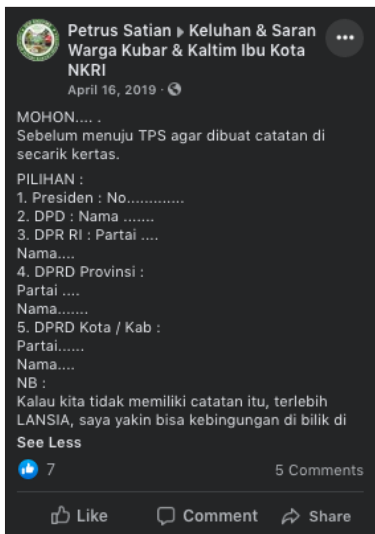 Petrus Satian ▸ Keluhan & Saran
Warga Kubar & Kaltim Ibu Kota
NKRI
April 16, 2019 ·
MOHON.... .
Sebelum menuju TPS agar dibuat catatan di
secarik kertas.
PILIHAN :
1. Presiden : No.............
2. DPD : Nama .......
3. DPR RI : Partai ....
Nama....
4. DPRD Provinsi :
Partai ....
Nama.......
5. DPRD Kota / Kab :
Partai......
Nama....
NB :
Kalau kita tidak memiliki catatan itu, terlebih
LANSIA, saya yakin bisa kebingungan di bilik di
See Less
7
5 Comments
Like Comment Share